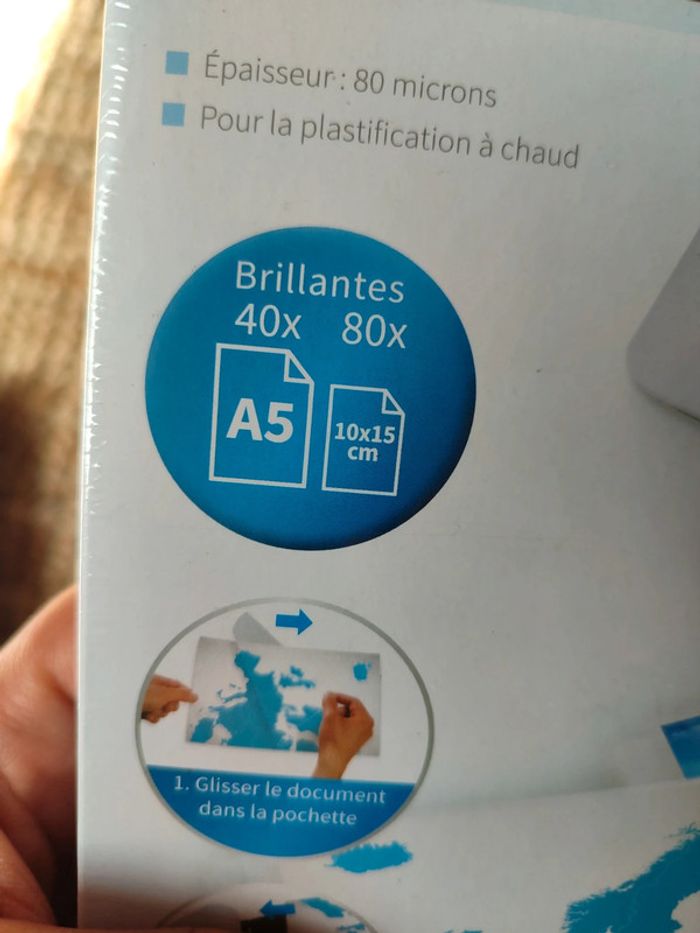 Épaisseur : 80 microns
Pour la plastification à chaud
Brillantes
40x 80x
A5
10x15
cm
1. Glisser le document
dans la pochette